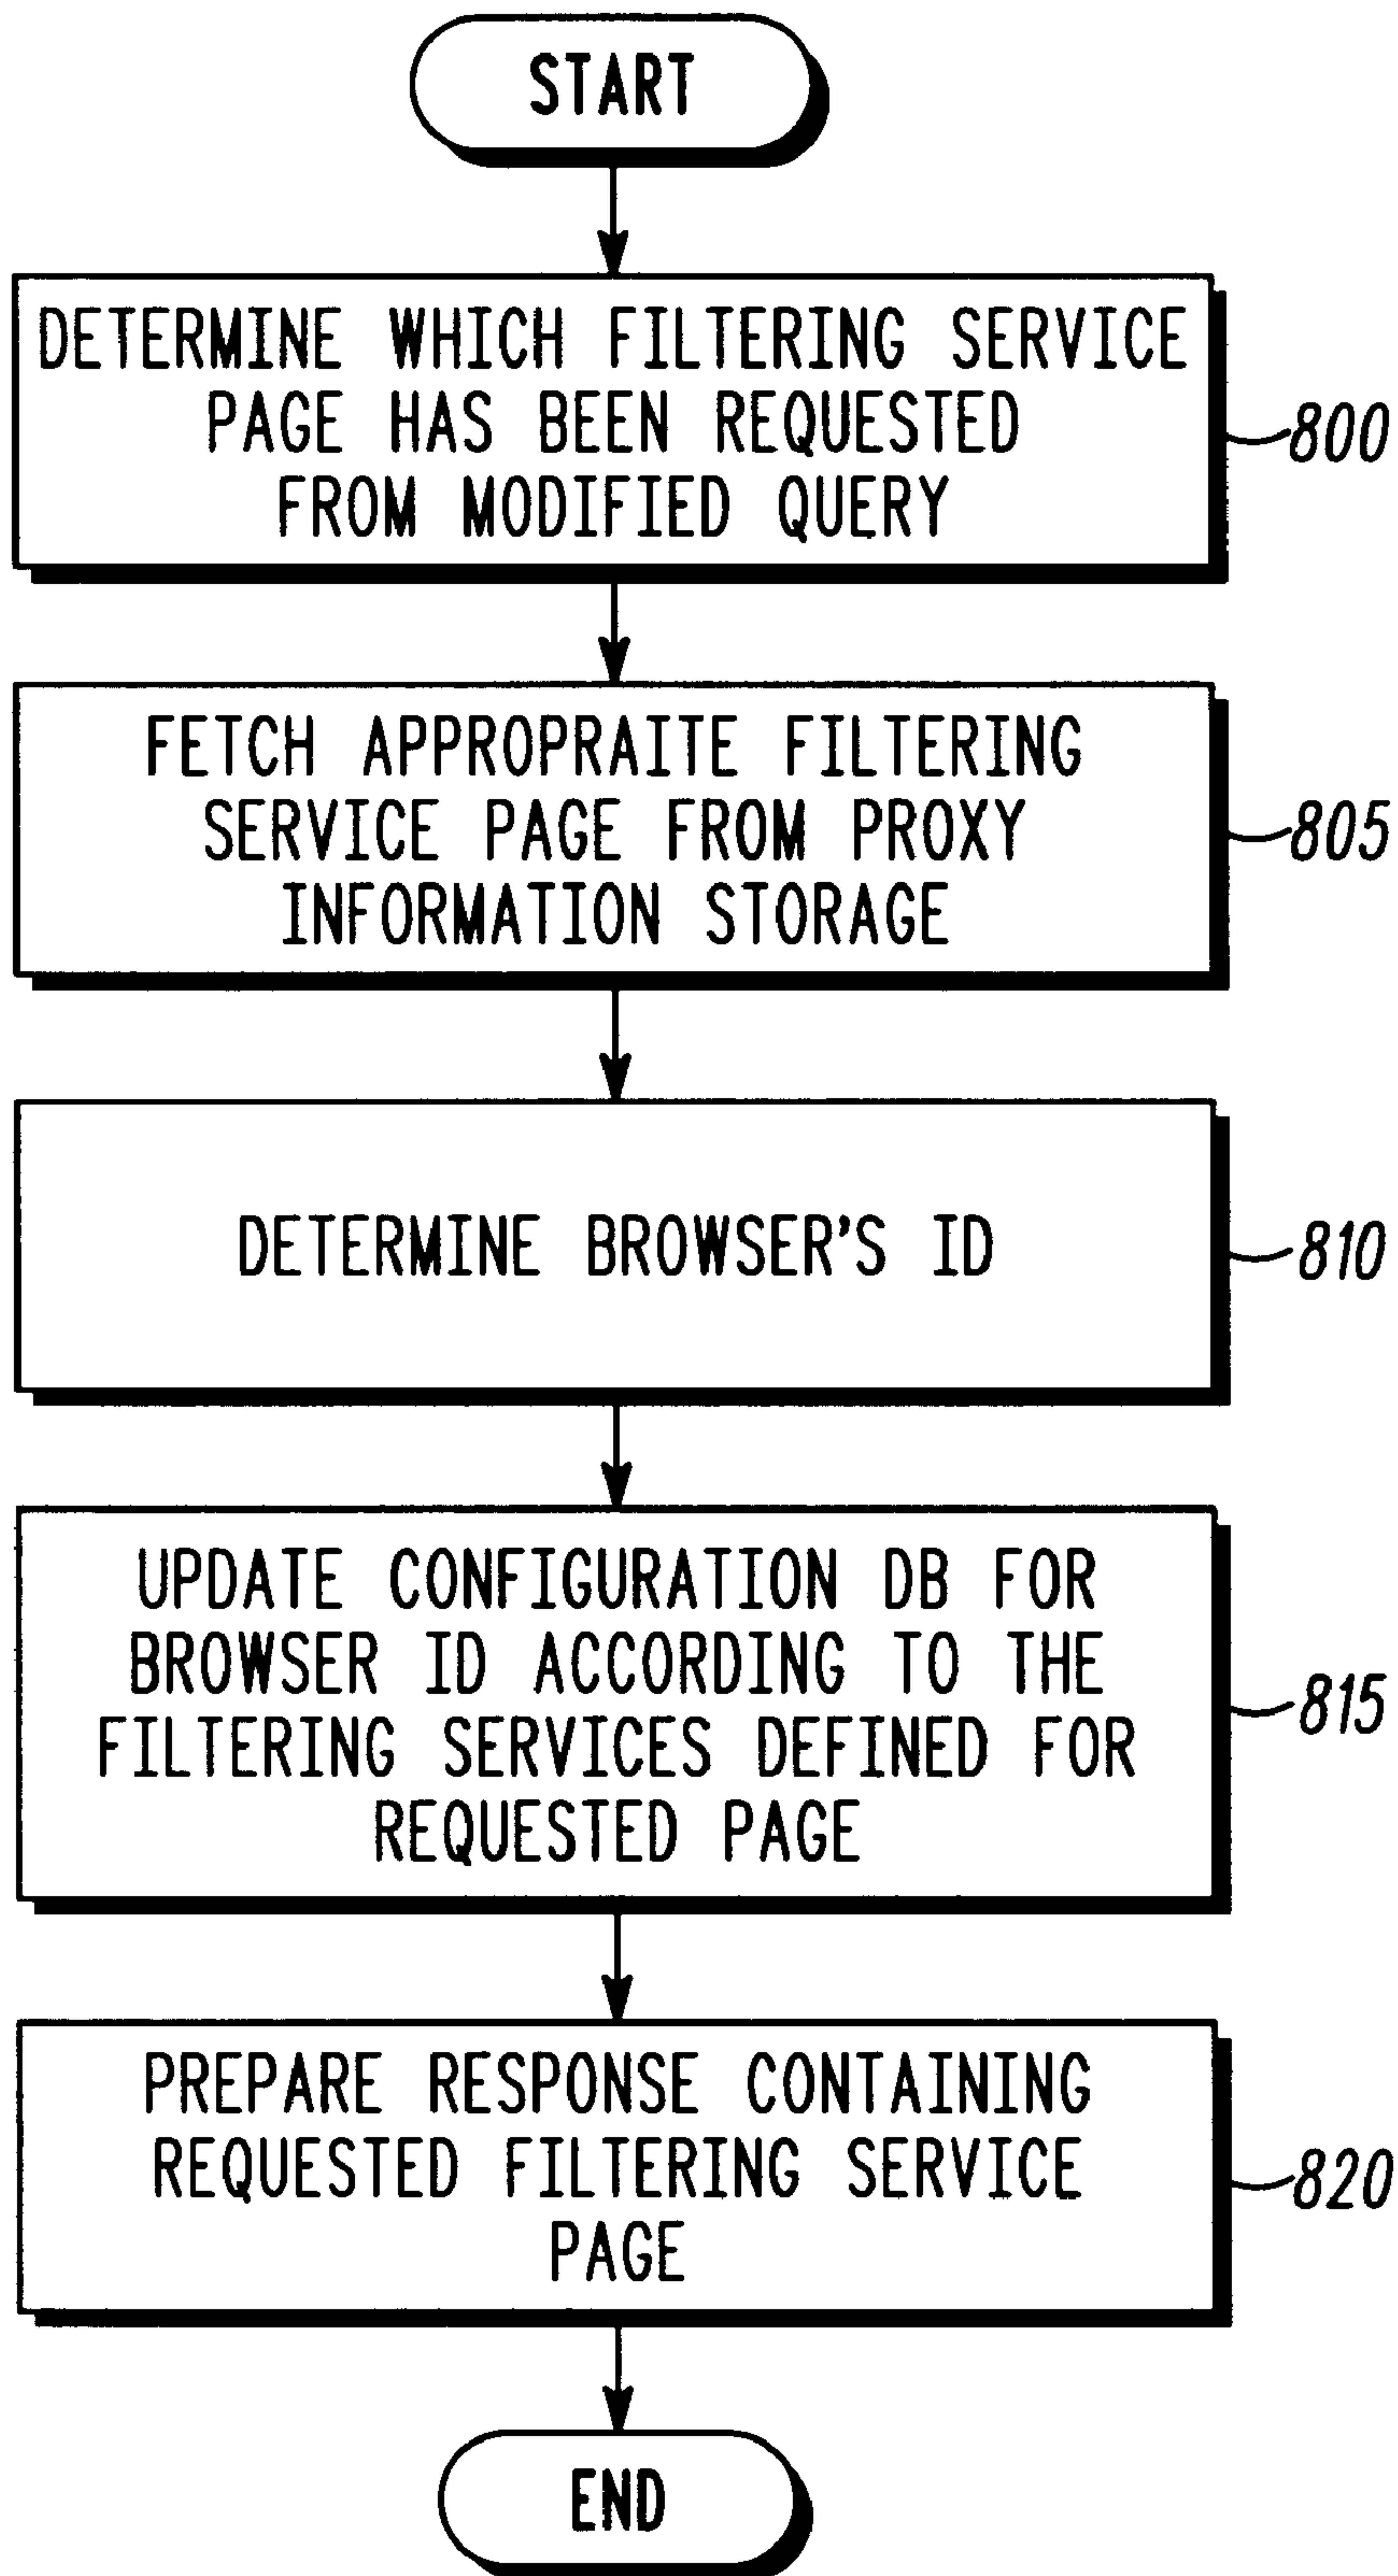 START
DETERMINE WHICH FILTERING SERVICE
PAGE HAS BEEN REQUESTED
FROM MODIFIED QUERY
800
FETCH APPROPRAITE FILTERING
SERVICE PAGE FROM PROXY
INFORMATION STORAGE
805
DETERMINE BROWSER'S ID
810
UPDATE CONFIGURATION DB FOR
BROWSER ID ACCORDING TO THE
FILTERING SERVICES DEFINED FOR
REQUESTED PAGE
815
PREPARE RESPONSE CONTAINING
REQUESTED FILTERING SERVICE
PAGE
820
END